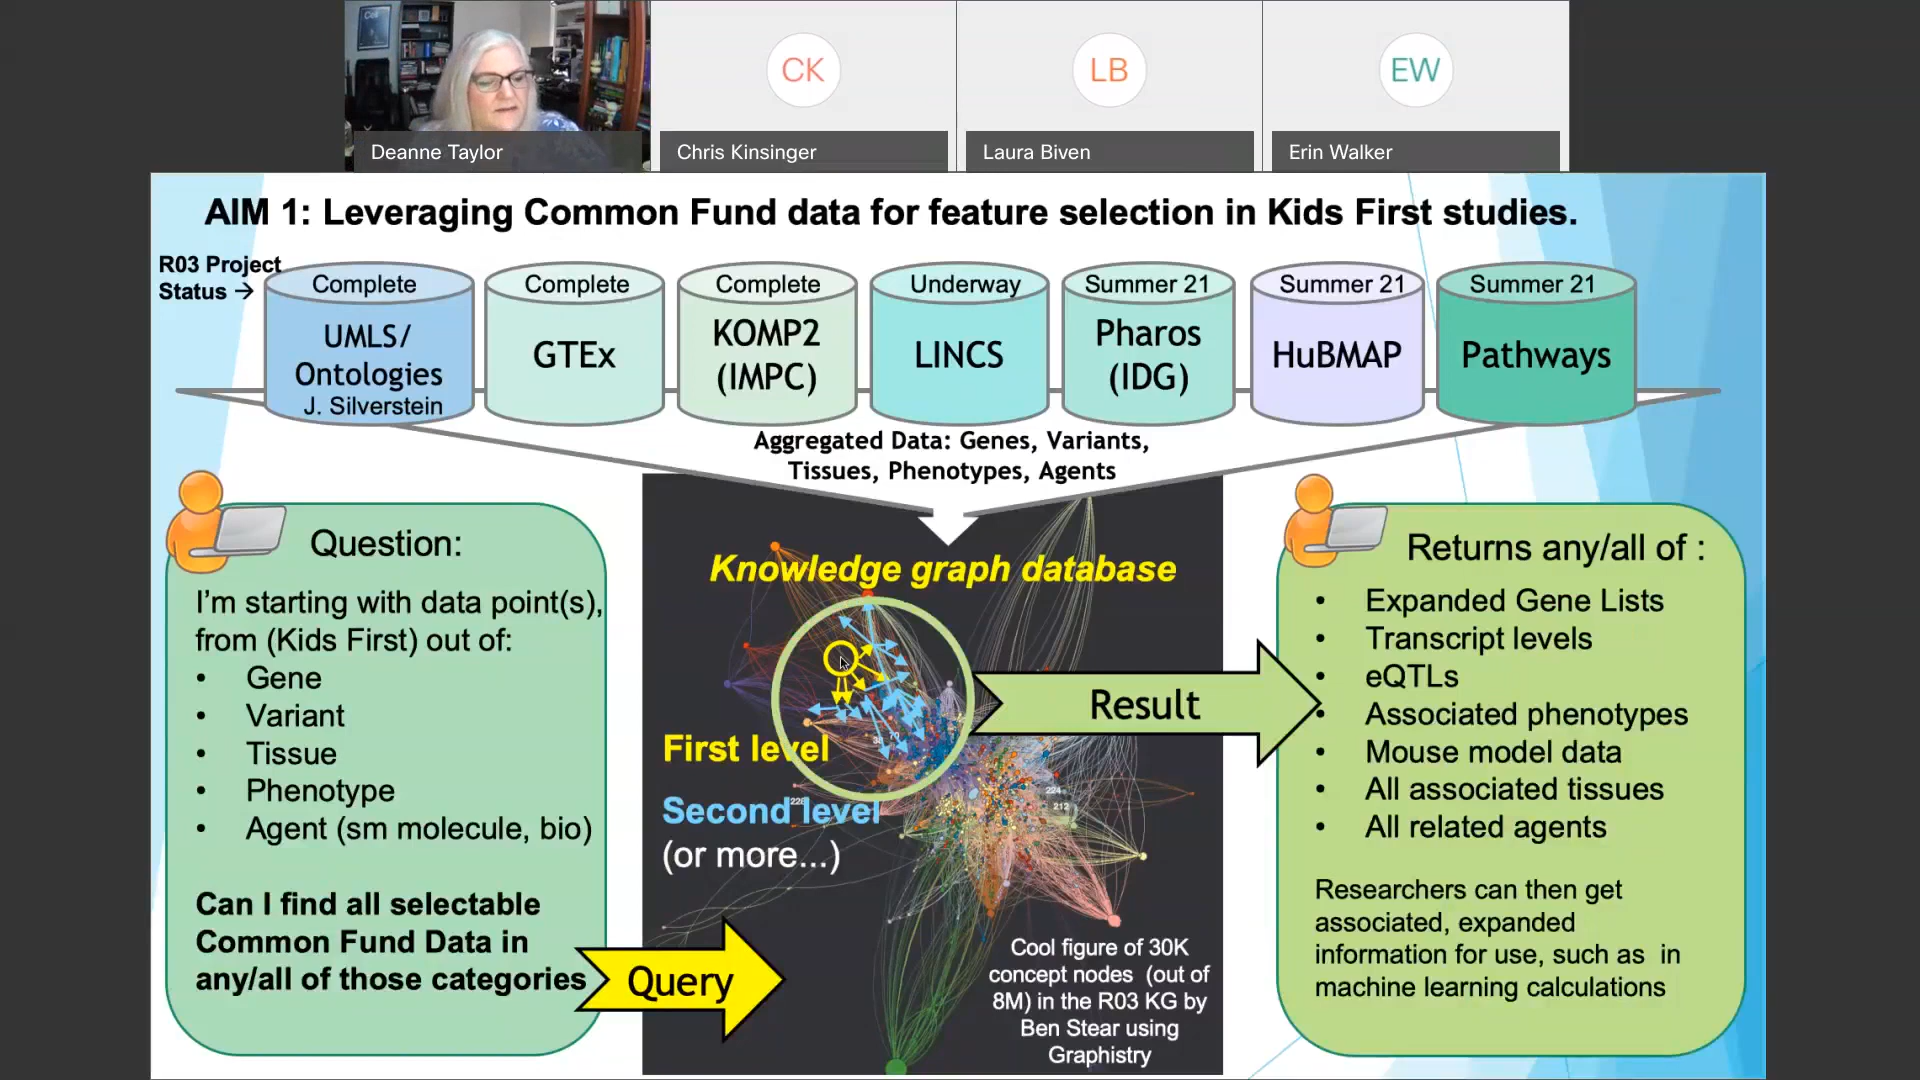 Cell
CK
LB
EW
Deanne Taylor
Chris Kinsinger
Laura Biven
Erin Walker
AIM 1: Leveraging Common Fund data for feature selection in Kids First studies.
R03 Project
Status →
Complete
UMLS/
Ontologies
J. Silverstein
Complete
GTEx
Complete
KOMP2
(IMPC)
Underway
LINCS
Summer 21
Pharos
(IDG)
Summer 21
HuBMAP
Summer 21
Pathways
Aggregated Data: Genes, Variants,
Tissues, Phenotypes, Agents
Question:
I'm starting with data point(s),
from (Kids First) out of:
• Gene
• Variant
• Tissue
• Phenotype
• Agent (sm molecule, bio)
Can I find all selectable
Common Fund Data in
any/all of those categories
Query
Knowledge graph database
First level
Second level
(or more...)
228
224
212
Cool figure of 30K
concept nodes (out of
8M) in the R03 KG by
Ben Stear using
Graphistry
Result
Returns any/all of :
• Expanded Gene Lists
• Transcript levels
• eQTLs
• Associated phenotypes
• Mouse model data
• All associated tissues
• All related agents
Researchers can then get
associated, expanded
information for use, such as in
machine learning calculations